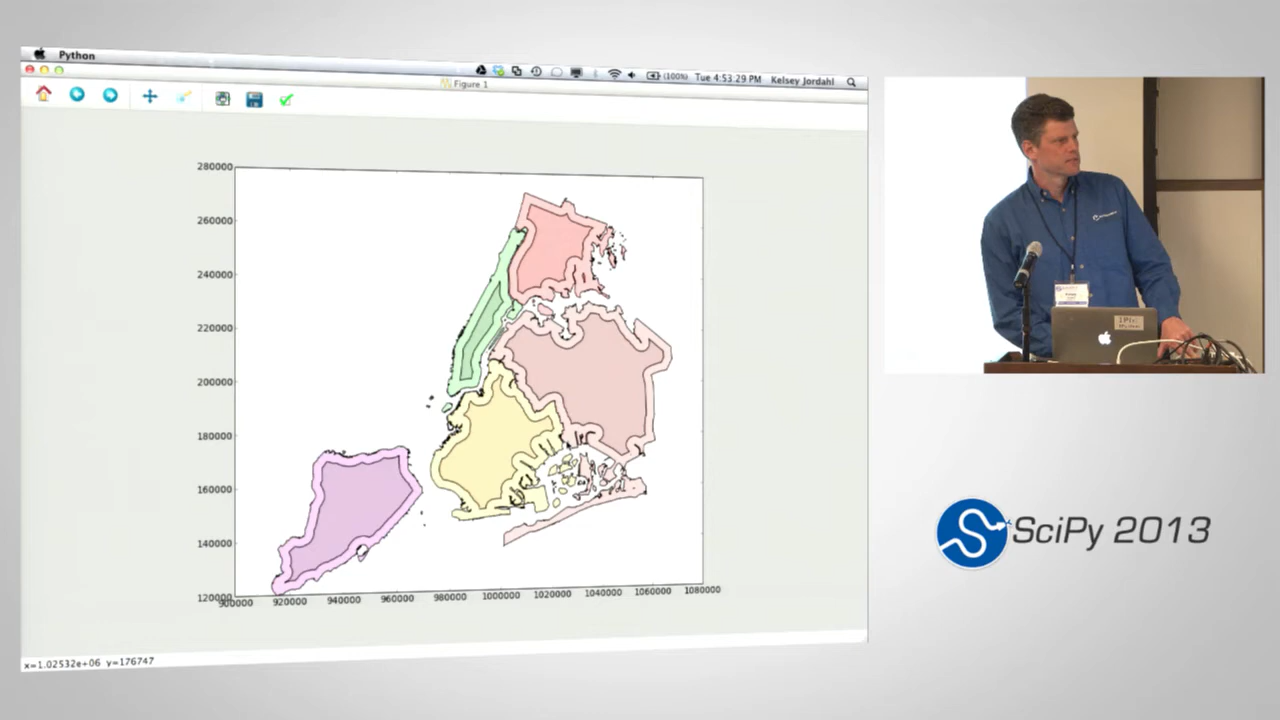 Python
(100%) Tue 4:53:29 PM Kelsey Jordahl
Figure 1
280000
260000
240000
220000
200000
180000
160000
140000
120000
900000 920000 940000 960000 980000 1000000 1020000 1040000 1060000 1080000
x=1.02532e+06 y=176747
SciPy 2013